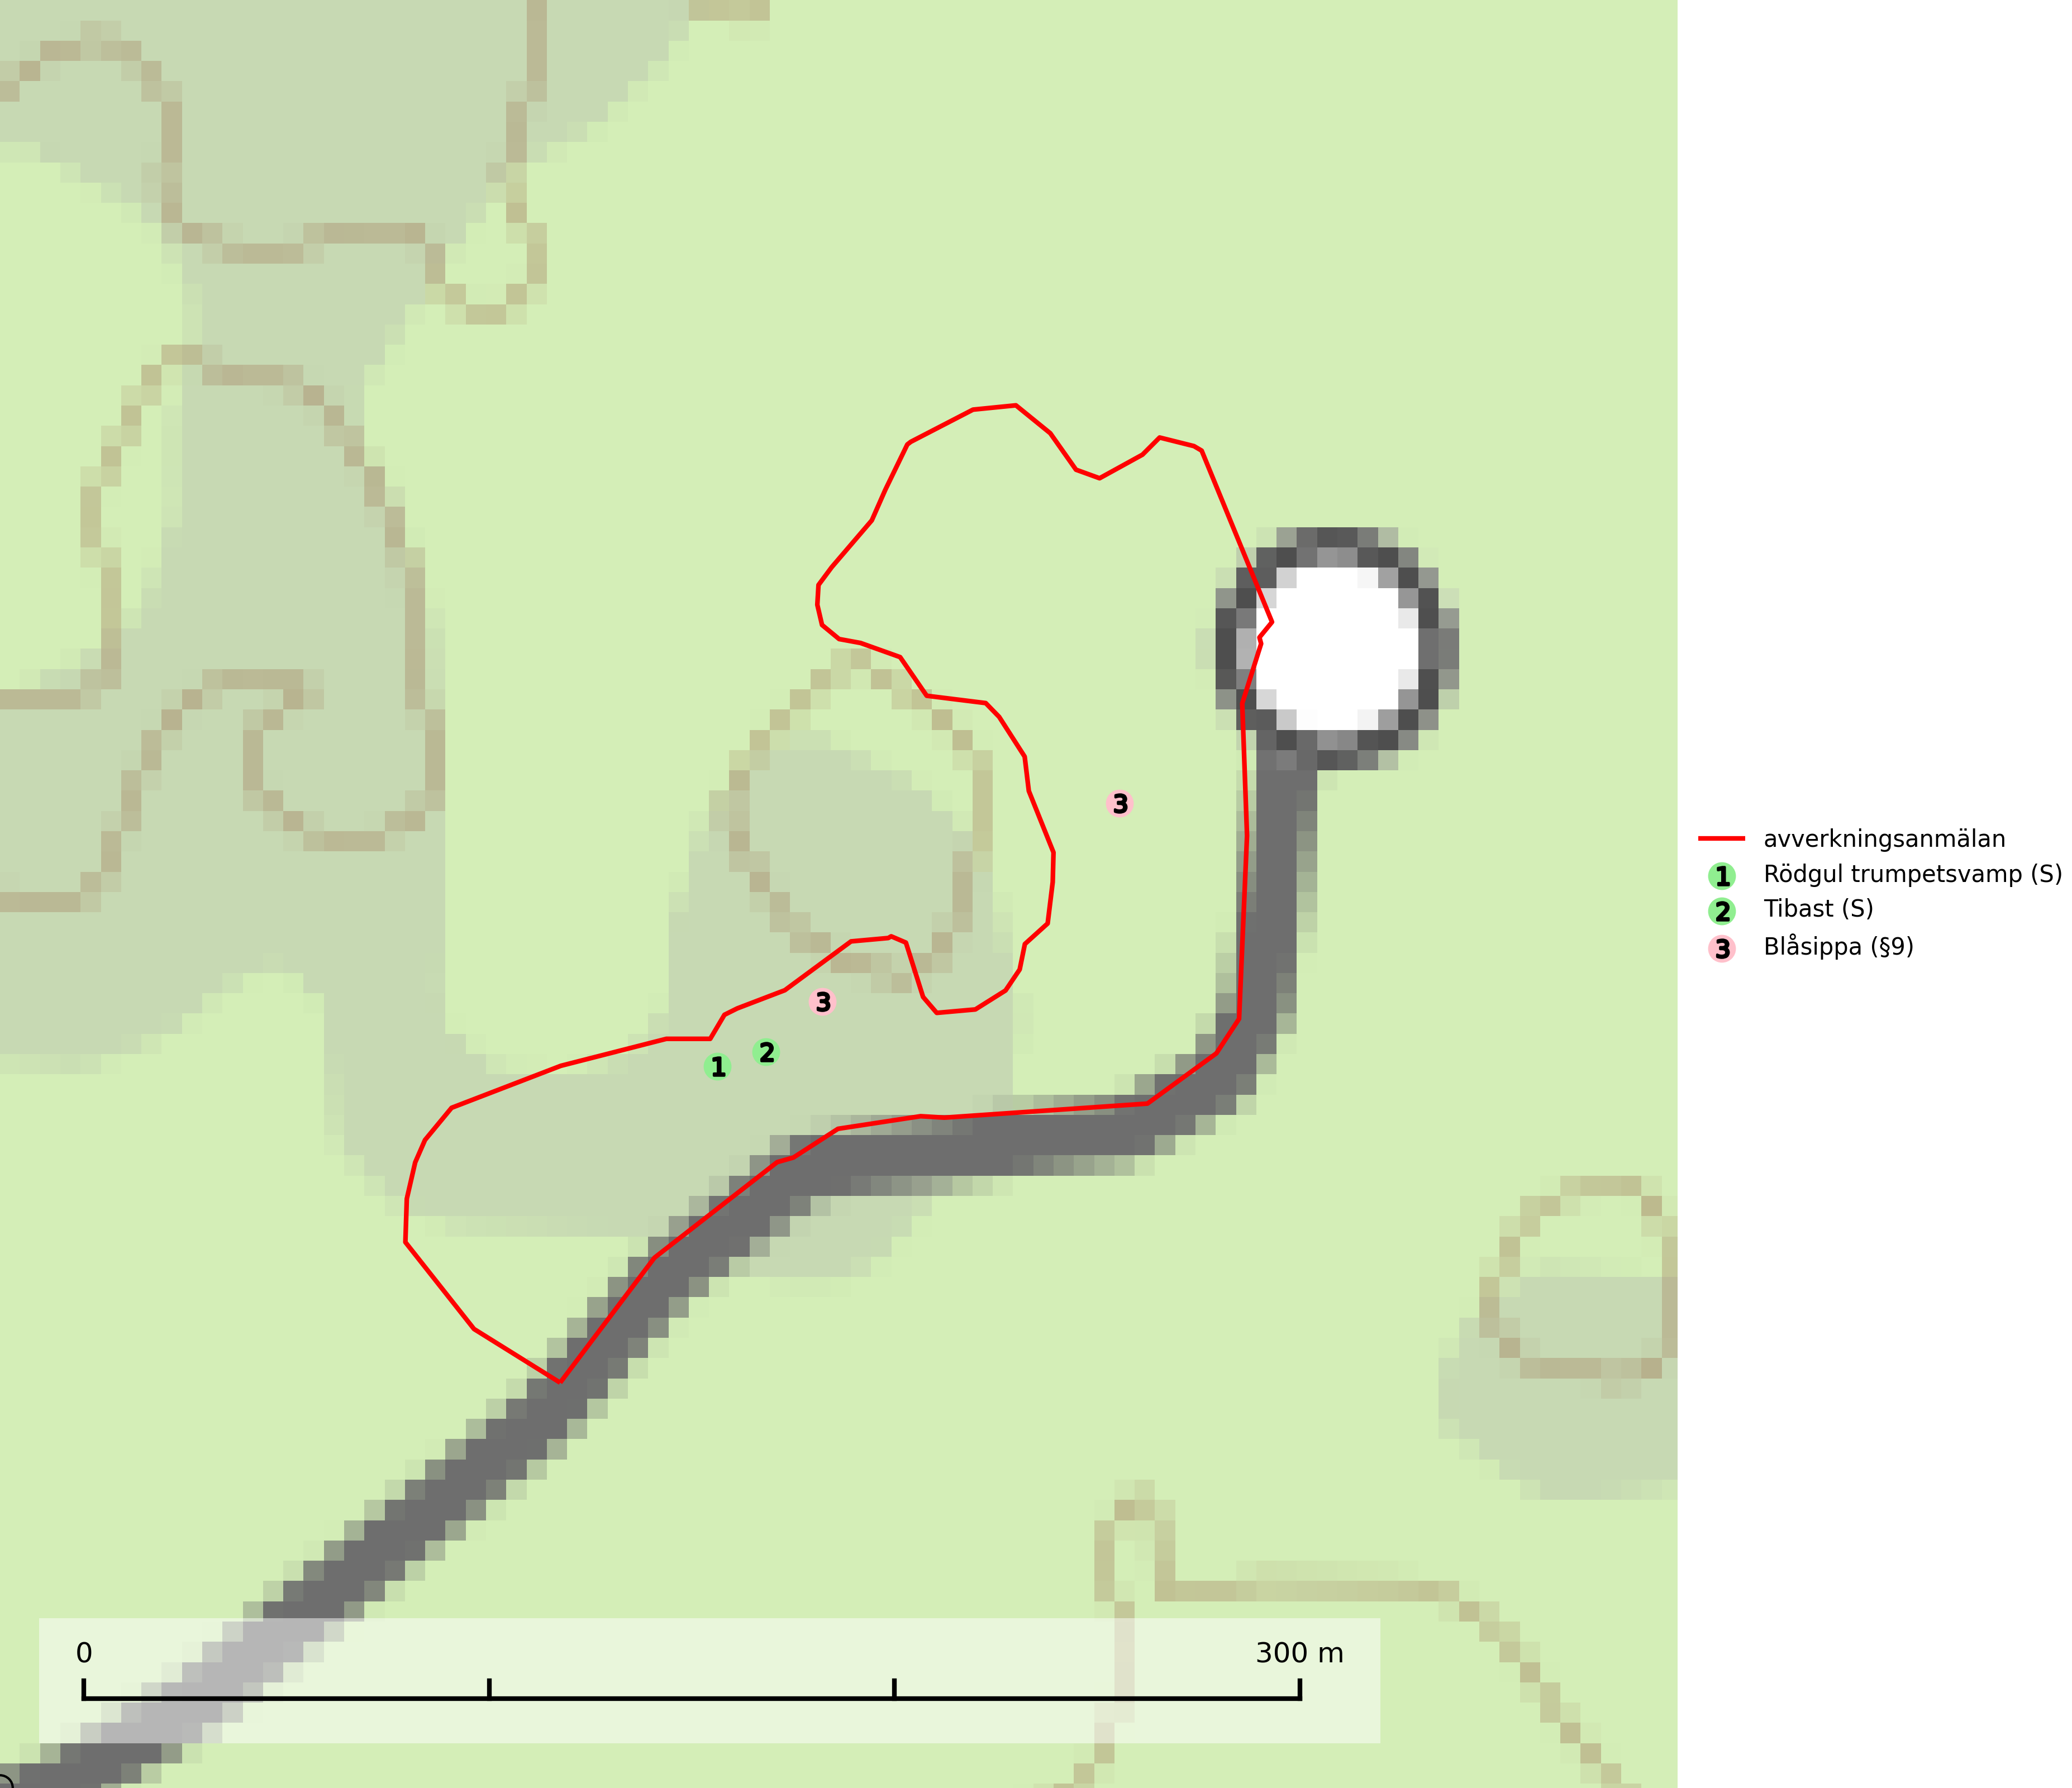 3
3
1
2
0
300 m
avverkningsanmälan
1 Rödgul trumpetsvamp (S)
2 Tibast (S)
3 Blåsippa (§9)